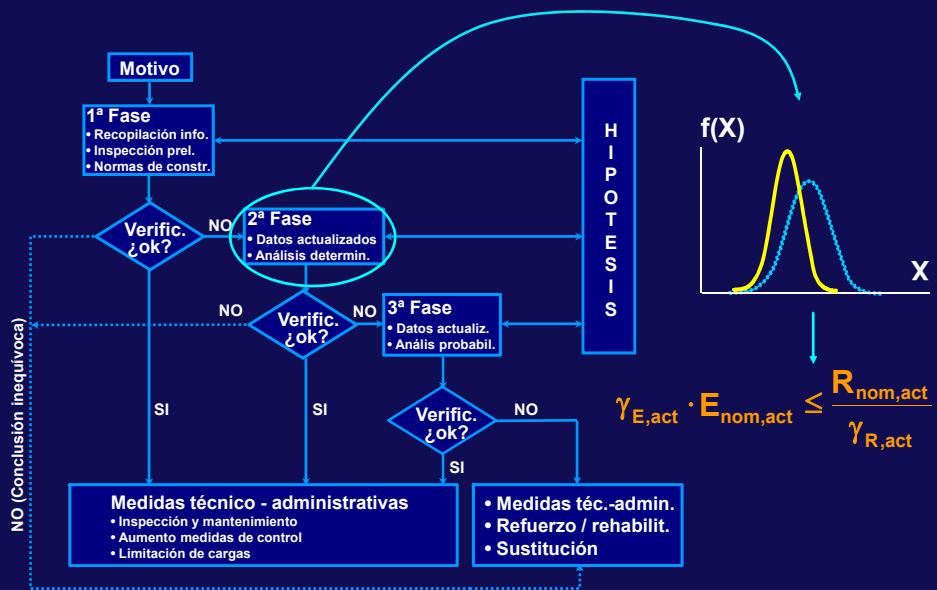 Motivo
1ª Fase
• Recopilación info.
• Inspección prel.
• Normas de constr.
Verific.
¿ok?
NO
2ª Fase
• Datos actualizados
• Análisis determin.
NO
Verific.
¿ok?
NO
3ª Fase
• Datos actualiz.
• Anális probabil.
Verific.
¿ok?
NO
SI
SI
SI
HIPOTESIS
NO (Conclusión inequívoca)
Medidas técnico - administrativas
• Inspección y mantenimiento
• Aumento medidas de control
• Limitación de cargas
• Medidas téc.-admin.
• Refuerzo / rehabilit.
• Sustitución
f(X)
X
γE,act · Enom,act ≤ Rnom,act / γR,act